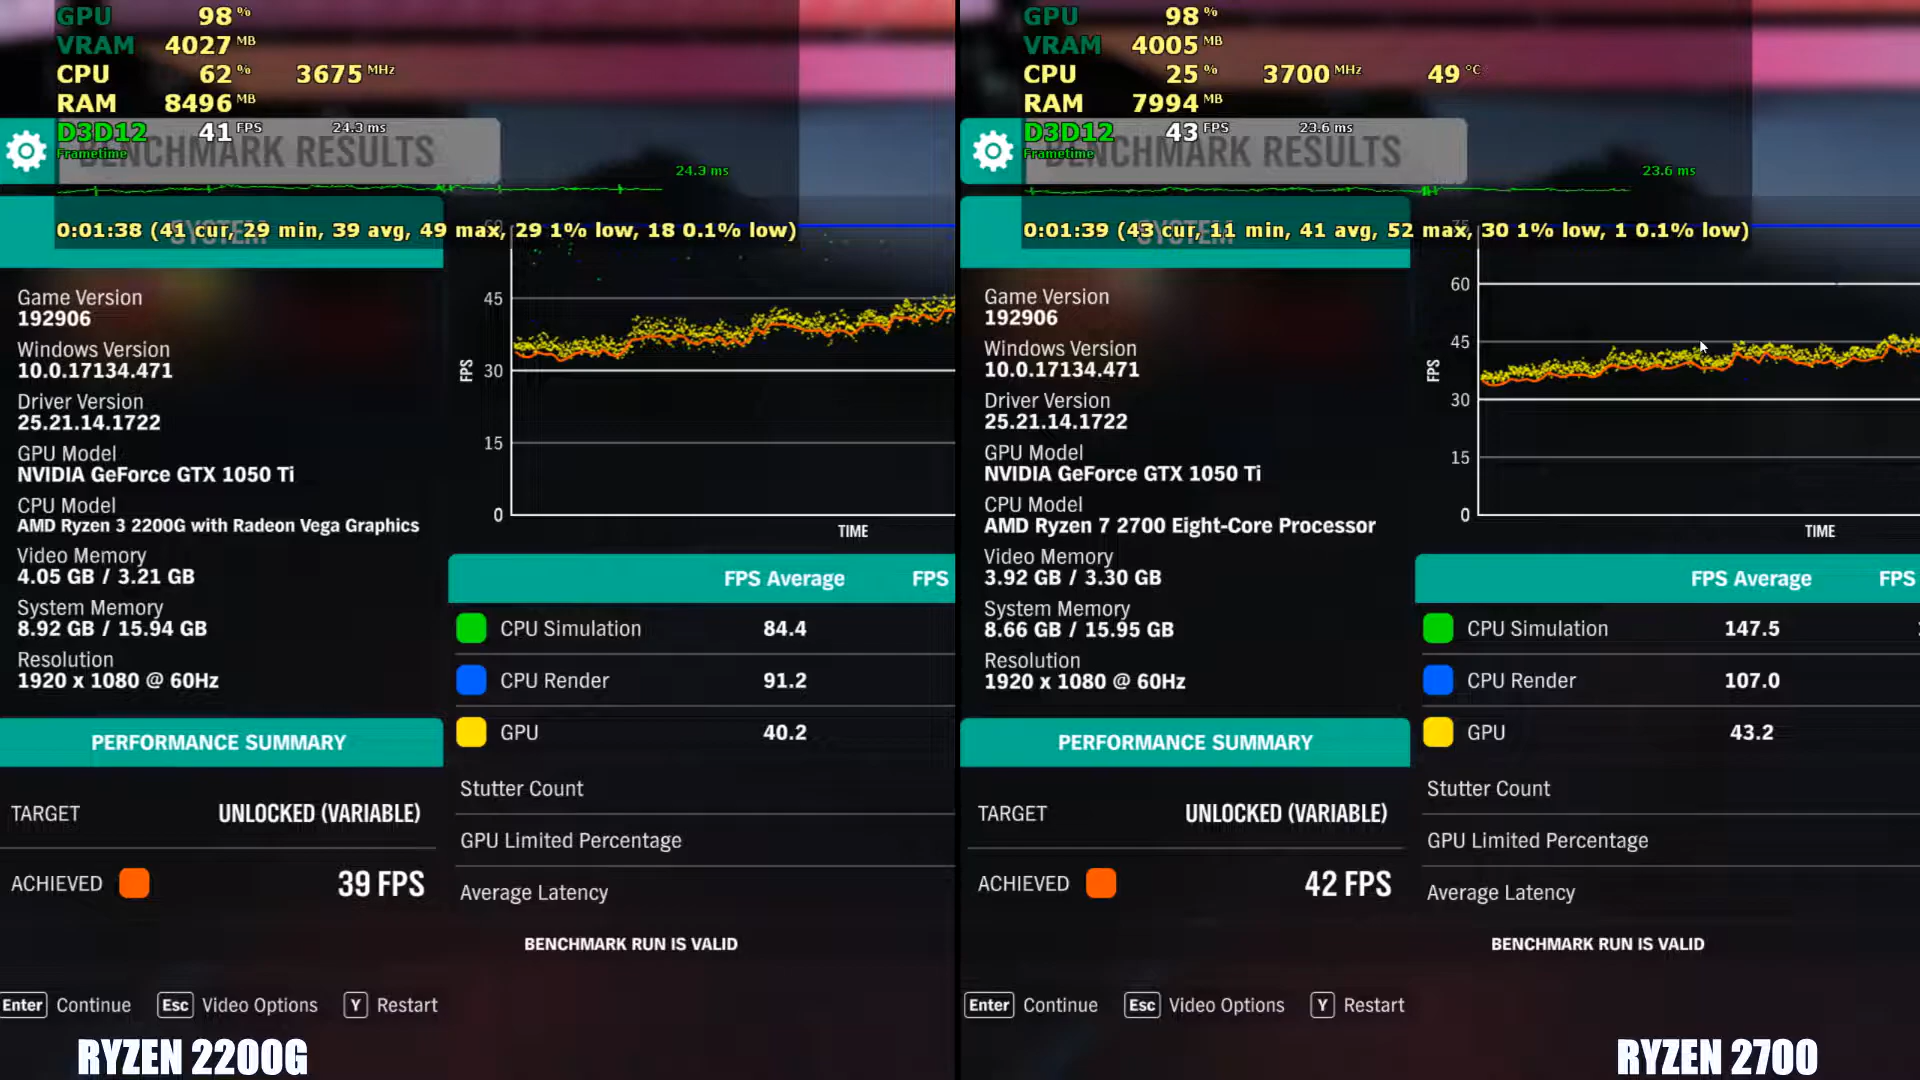 GPU 98 %
VRAM 4027 MB
CPU 62 % 3675 MHz
RAM 8496 MB
D3D12 41 FPS 24.3 ms
Frametime
BENCHMARK RESULTS
24.3 ms
SYSTEM
0:01:38 (41 cur, 29 min, 39 avg, 49 max, 29 1% low, 18 0.1% low)
Game Version
192906
Windows Version
10.0.17134.471
Driver Version
25.21.14.1722
GPU Model
NVIDIA GeForce GTX 1050 Ti
CPU Model
AMD Ryzen 3 2200G with Radeon Vega Graphics
Video Memory
4.05 GB / 3.21 GB
System Memory
8.92 GB / 15.94 GB
Resolution
1920 x 1080 @ 60Hz
PERFORMANCE SUMMARY
TARGET UNLOCKED (VARIABLE)
ACHIEVED 39 FPS
60
45
30
15
0
FPS
TIME
FPS Average FPS
CPU Simulation 84.4
CPU Render 91.2
GPU 40.2
Stutter Count
GPU Limited Percentage
Average Latency
BENCHMARK RUN IS VALID
Enter Continue Esc Video Options Y Restart
RYZEN 2200G
GPU 98 %
VRAM 4005 MB
CPU 25 % 3700 MHz 49 °C
RAM 7994 MB
D3D12 43 FPS 23.6 ms
Frametime
BENCHMARK RESULTS
23.6 ms
SYSTEM
0:01:39 (43 cur, 11 min, 41 avg, 52 max, 30 1% low, 1 0.1% low)
Game Version
192906
Windows Version
10.0.17134.471
Driver Version
25.21.14.1722
GPU Model
NVIDIA GeForce GTX 1050 Ti
CPU Model
AMD Ryzen 7 2700 Eight-Core Processor
Video Memory
3.92 GB / 3.30 GB
System Memory
8.66 GB / 15.95 GB
Resolution
1920 x 1080 @ 60Hz
PERFORMANCE SUMMARY
TARGET UNLOCKED (VARIABLE)
ACHIEVED 42 FPS
75
60
45
30
15
0
FPS
TIME
FPS Average FPS
CPU Simulation 147.5
CPU Render 107.0
GPU 43.2
Stutter Count
GPU Limited Percentage
Average Latency
BENCHMARK RUN IS VALID
Enter Continue Esc Video Options Y Restart
RYZEN 2700